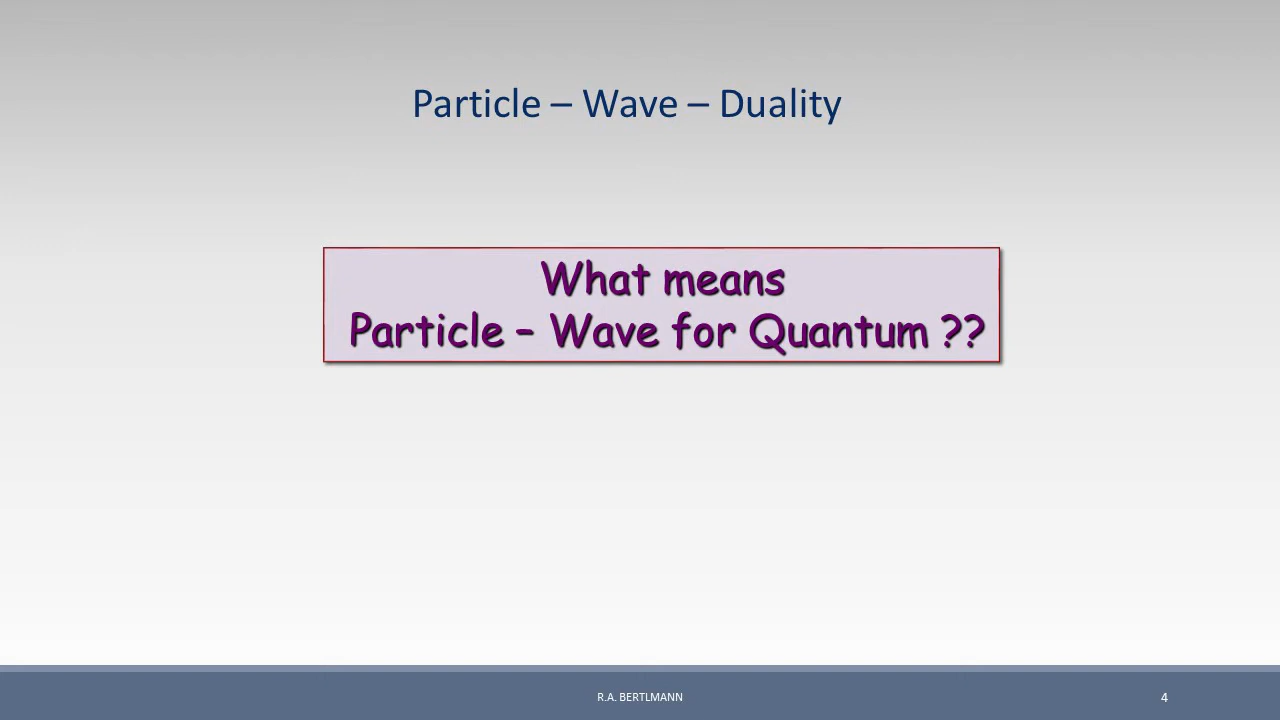 Particle – Wave – Duality
What means
Particle – Wave for Quantum ??
R.A. BERTLMANN
4